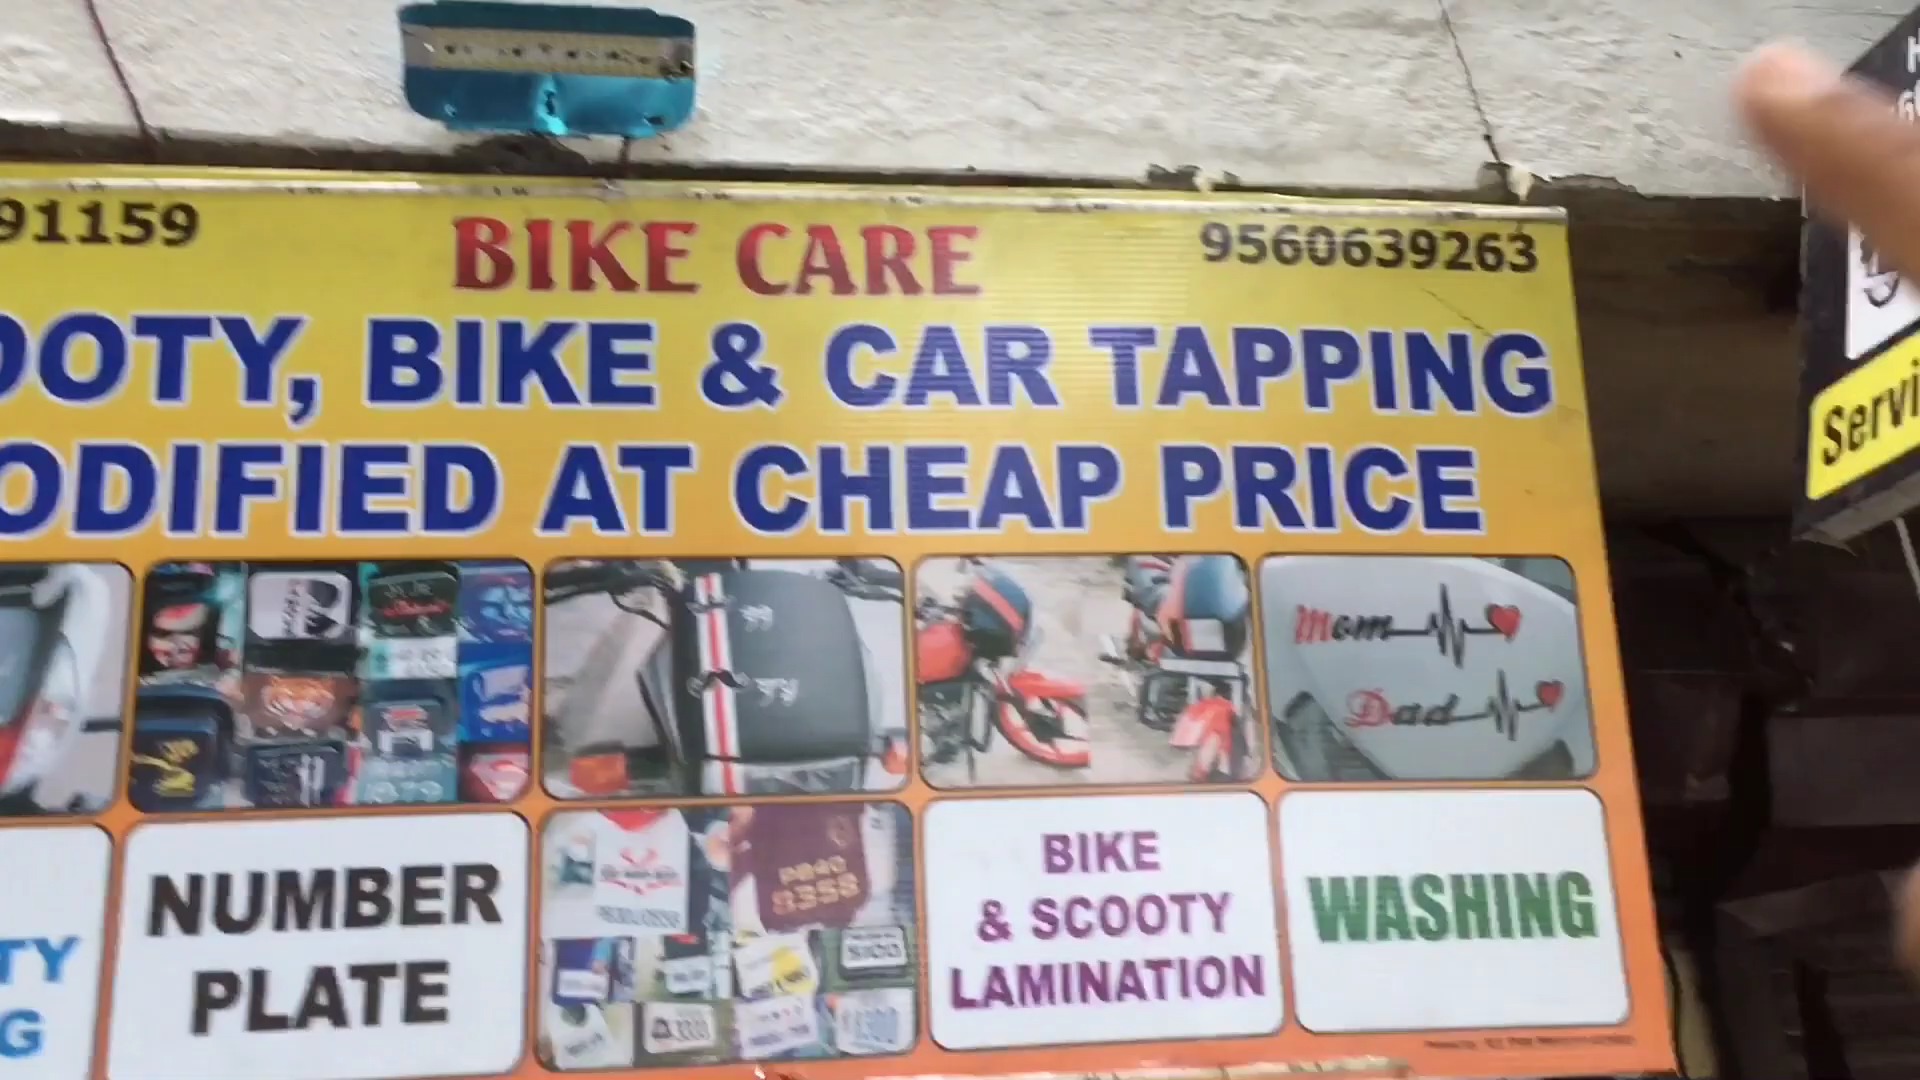 91159
BIKE CARE
9560639263
OOTY, BIKE & CAR TAPPING
ODIFIED AT CHEAP PRICE
Mom
Dad
TY
G
NUMBER
PLATE
8358
BIKE
& SCOOTY
LAMINATION
WASHING
Servi